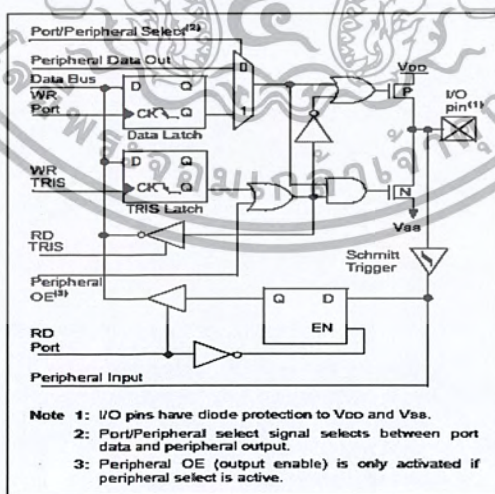 Port/Peripheral Select(2)
Peripheral Data Out
Data Bus
WR
Port
D Q
CK Q
Data Latch
0
1
VDD
P
I/O
pin(1)
WR
TRIS
D Q
CK Q
TRIS Latch
N
VSS
RD
TRIS
Schmitt
Trigger
Peripheral
OE(3)
Q D
EN
RD
Port
Peripheral Input
Note 1: I/O pins have diode protection to VDD and VSS.
2: Port/Peripheral select signal selects between port
data and peripheral output.
3: Peripheral OE (output enable) is only activated if
peripheral select is active.